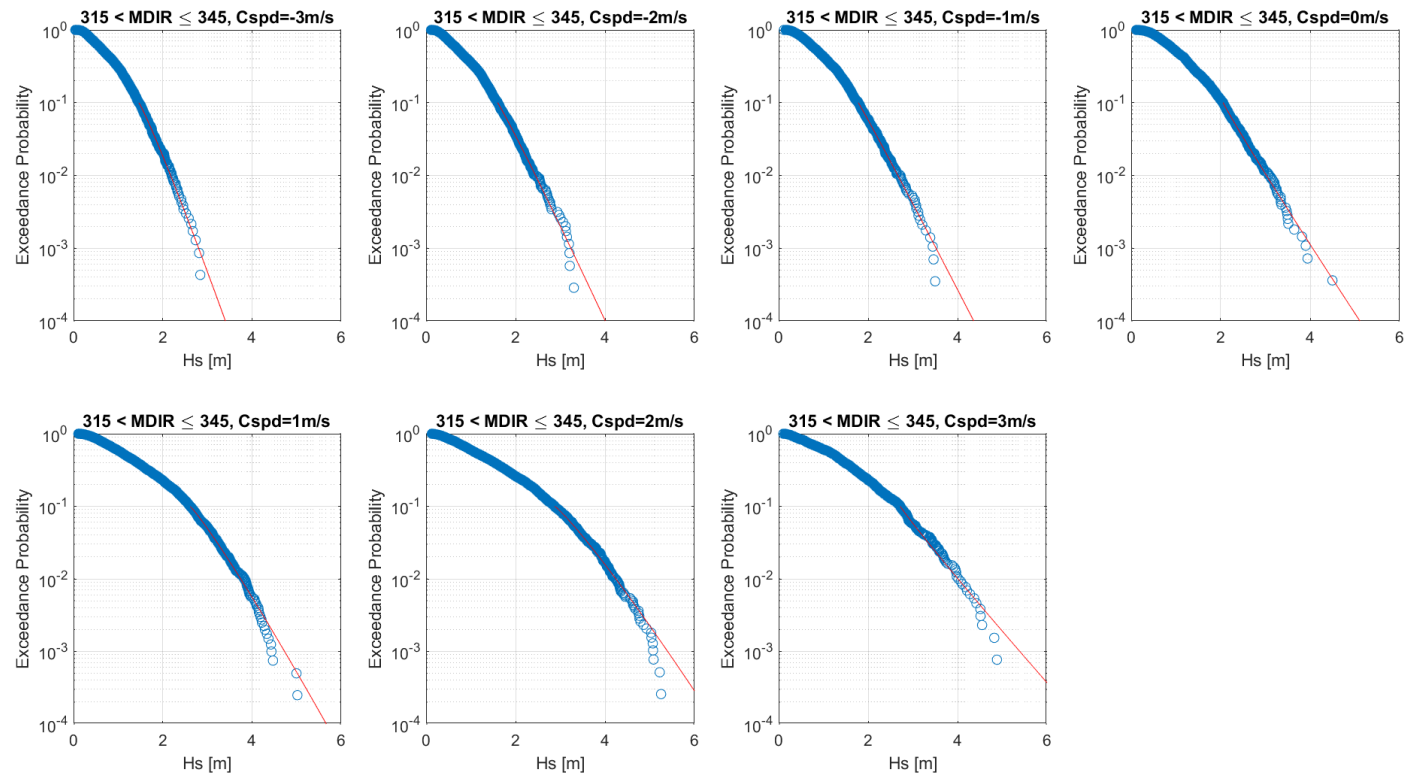 315 < MDIR ≤ 345, Cspd=-3m/s
10^0
10^-1
10^-2
10^-3
10^-4
Exceedance Probability
0 2 4 6
Hs [m]
315 < MDIR ≤ 345, Cspd=-2m/s
10^0
10^-1
10^-2
10^-3
10^-4
Exceedance Probability
0 2 4 6
Hs [m]
315 < MDIR ≤ 345, Cspd=-1m/s
10^0
10^-1
10^-2
10^-3
10^-4
Exceedance Probability
0 2 4 6
Hs [m]
315 < MDIR ≤ 345, Cspd=0m/s
10^0
10^-1
10^-2
10^-3
10^-4
Exceedance Probability
0 2 4 6
Hs [m]
315 < MDIR ≤ 345, Cspd=1m/s
10^0
10^-1
10^-2
10^-3
10^-4
Exceedance Probability
0 2 4 6
Hs [m]
315 < MDIR ≤ 345, Cspd=2m/s
10^0
10^-1
10^-2
10^-3
10^-4
Exceedance Probability
0 2 4 6
Hs [m]
315 < MDIR ≤ 345, Cspd=3m/s
10^0
10^-1
10^-2
10^-3
10^-4
Exceedance Probability
0 2 4 6
Hs [m]